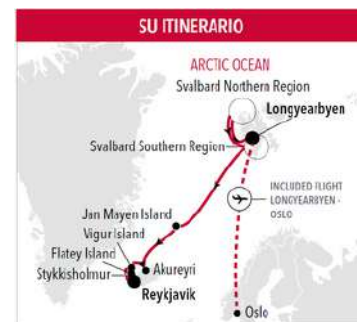 SU ITINERARIO
ARCTIC OCEAN
Svalbard Northern Region
Longyearbyen
Svalbard Southern Region
INCLUDED FLIGHT
LONGYEARBYEN -
OSLO
Jan Mayen Island
Vigur Island
Flatey Island
Stykkisholmur
Akureyri
Reykjavik
Oslo